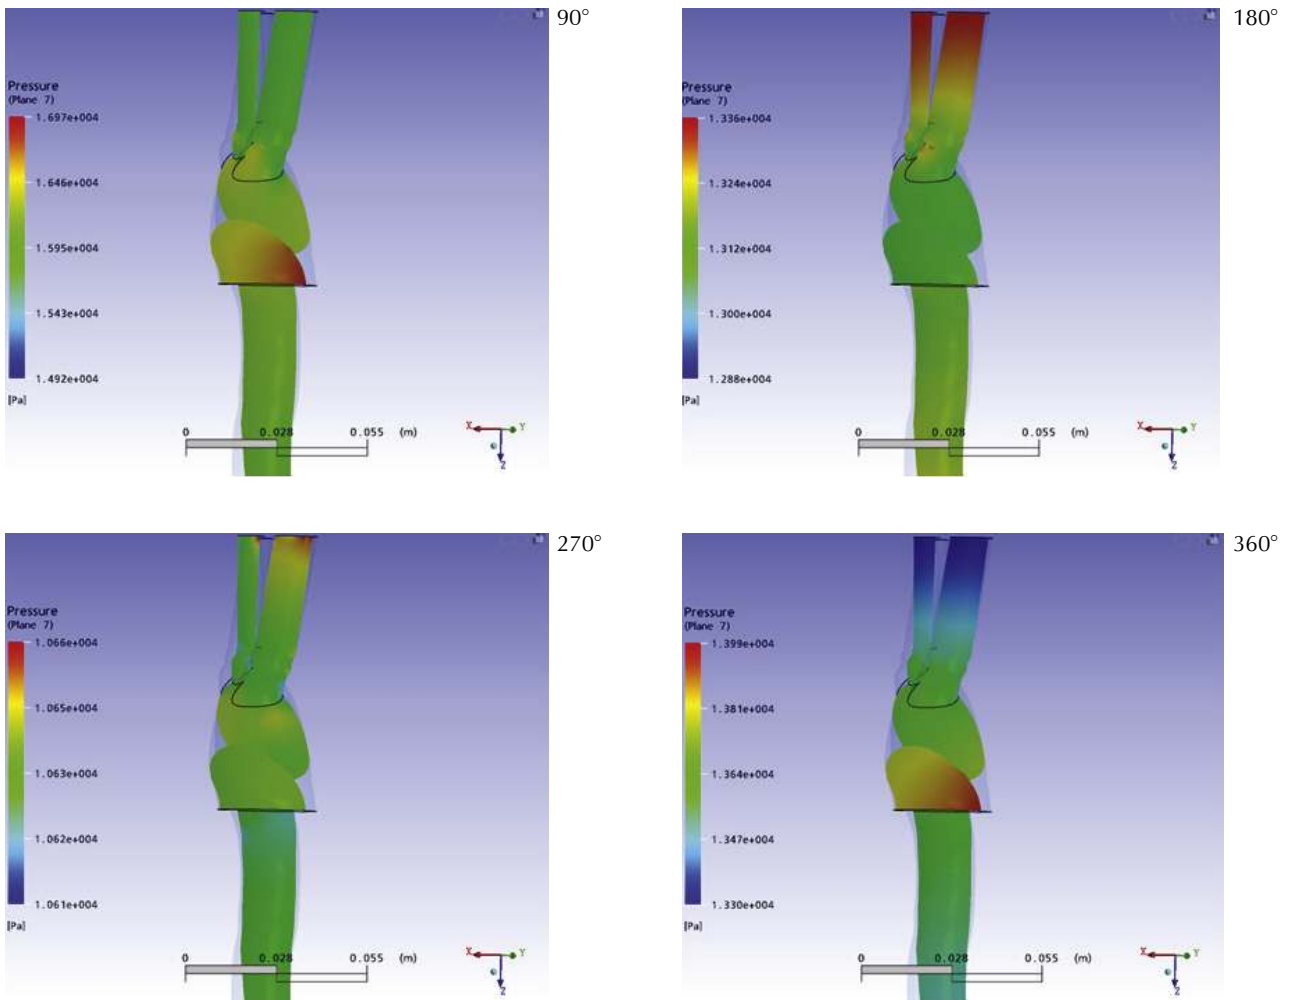 90°
Pressure
(Plane 7)
1.697e+004
1.646e+004
1.595e+004
1.543e+004
1.492e+004
[Pa]
0 0.028 0.055 (m)
X Y
Z
180°
Pressure
(Plane 7)
1.336e+004
1.324e+004
1.312e+004
1.300e+004
1.288e+004
[Pa]
0 0.028 0.055 (m)
X Y
Z
270°
Pressure
(Plane 7)
1.066e+004
1.065e+004
1.063e+004
1.062e+004
1.061e+004
[Pa]
0 0.028 0.055 (m)
X Y
Z
360°
Pressure
(Plane 7)
1.399e+004
1.381e+004
1.364e+004
1.347e+004
1.330e+004
[Pa]
0 0.028 0.055 (m)
X Y
Z